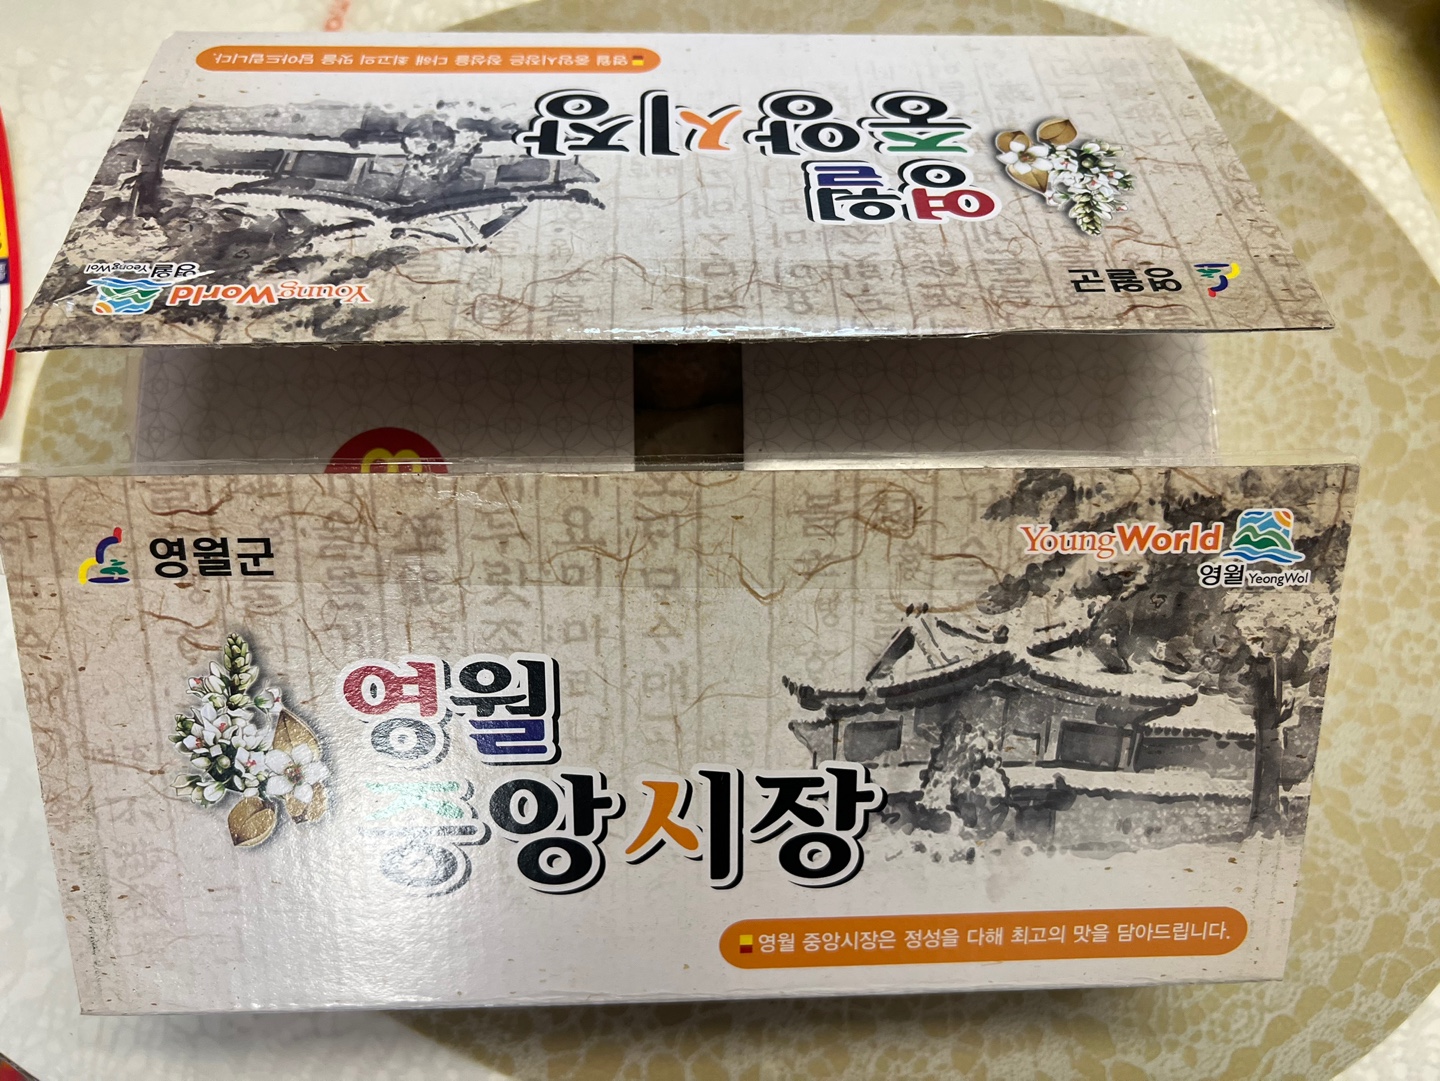 영월 중앙시장은 정성을 다해 최고의 맛을 담아드립니다.
영월
중앙시장
영월군
YoungWorld
영월 YeongWol
영월군
YoungWorld
영월 YeongWol
영월
중앙시장
영월 중앙시장은 정성을 다해 최고의 맛을 담아드립니다.